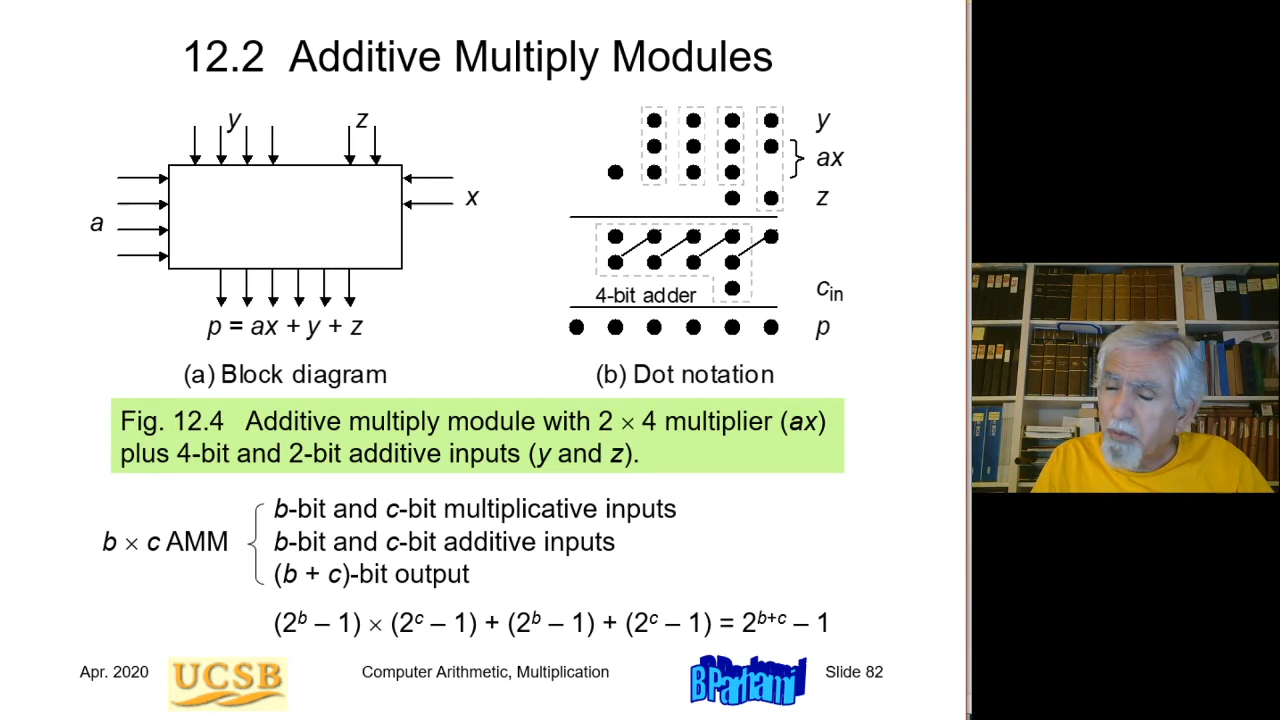 12.2 Additive Multiply Modules
y z
a
x
p = ax + y + z
(a) Block diagram
y
ax
z
4-bit adder
cin
p
(b) Dot notation
Fig. 12.4 Additive multiply module with 2 × 4 multiplier (ax)
plus 4-bit and 2-bit additive inputs (y and z).
b × c AMM
b-bit and c-bit multiplicative inputs
b-bit and c-bit additive inputs
(b + c)-bit output
(2^b – 1) × (2^c – 1) + (2^b – 1) + (2^c – 1) = 2^(b+c) – 1
Apr. 2020
UCSB
Computer Arithmetic, Multiplication
B Parhami
Slide 82